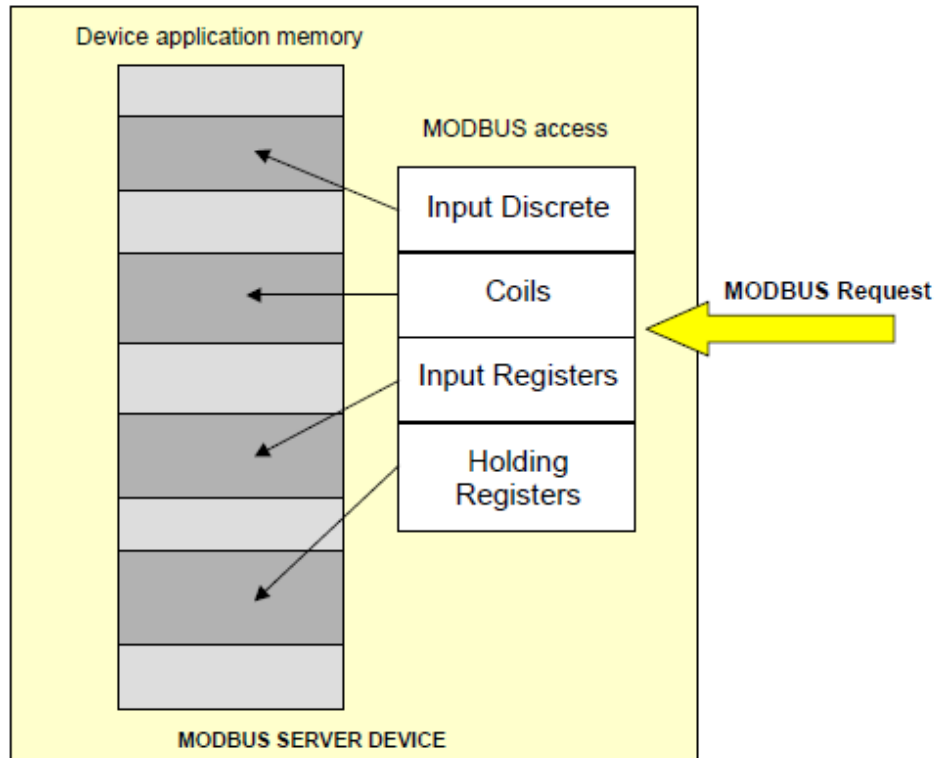 Device application memory
MODBUS access
Input Discrete
Coils
MODBUS Request
Input Registers
Holding
Registers
MODBUS SERVER DEVICE